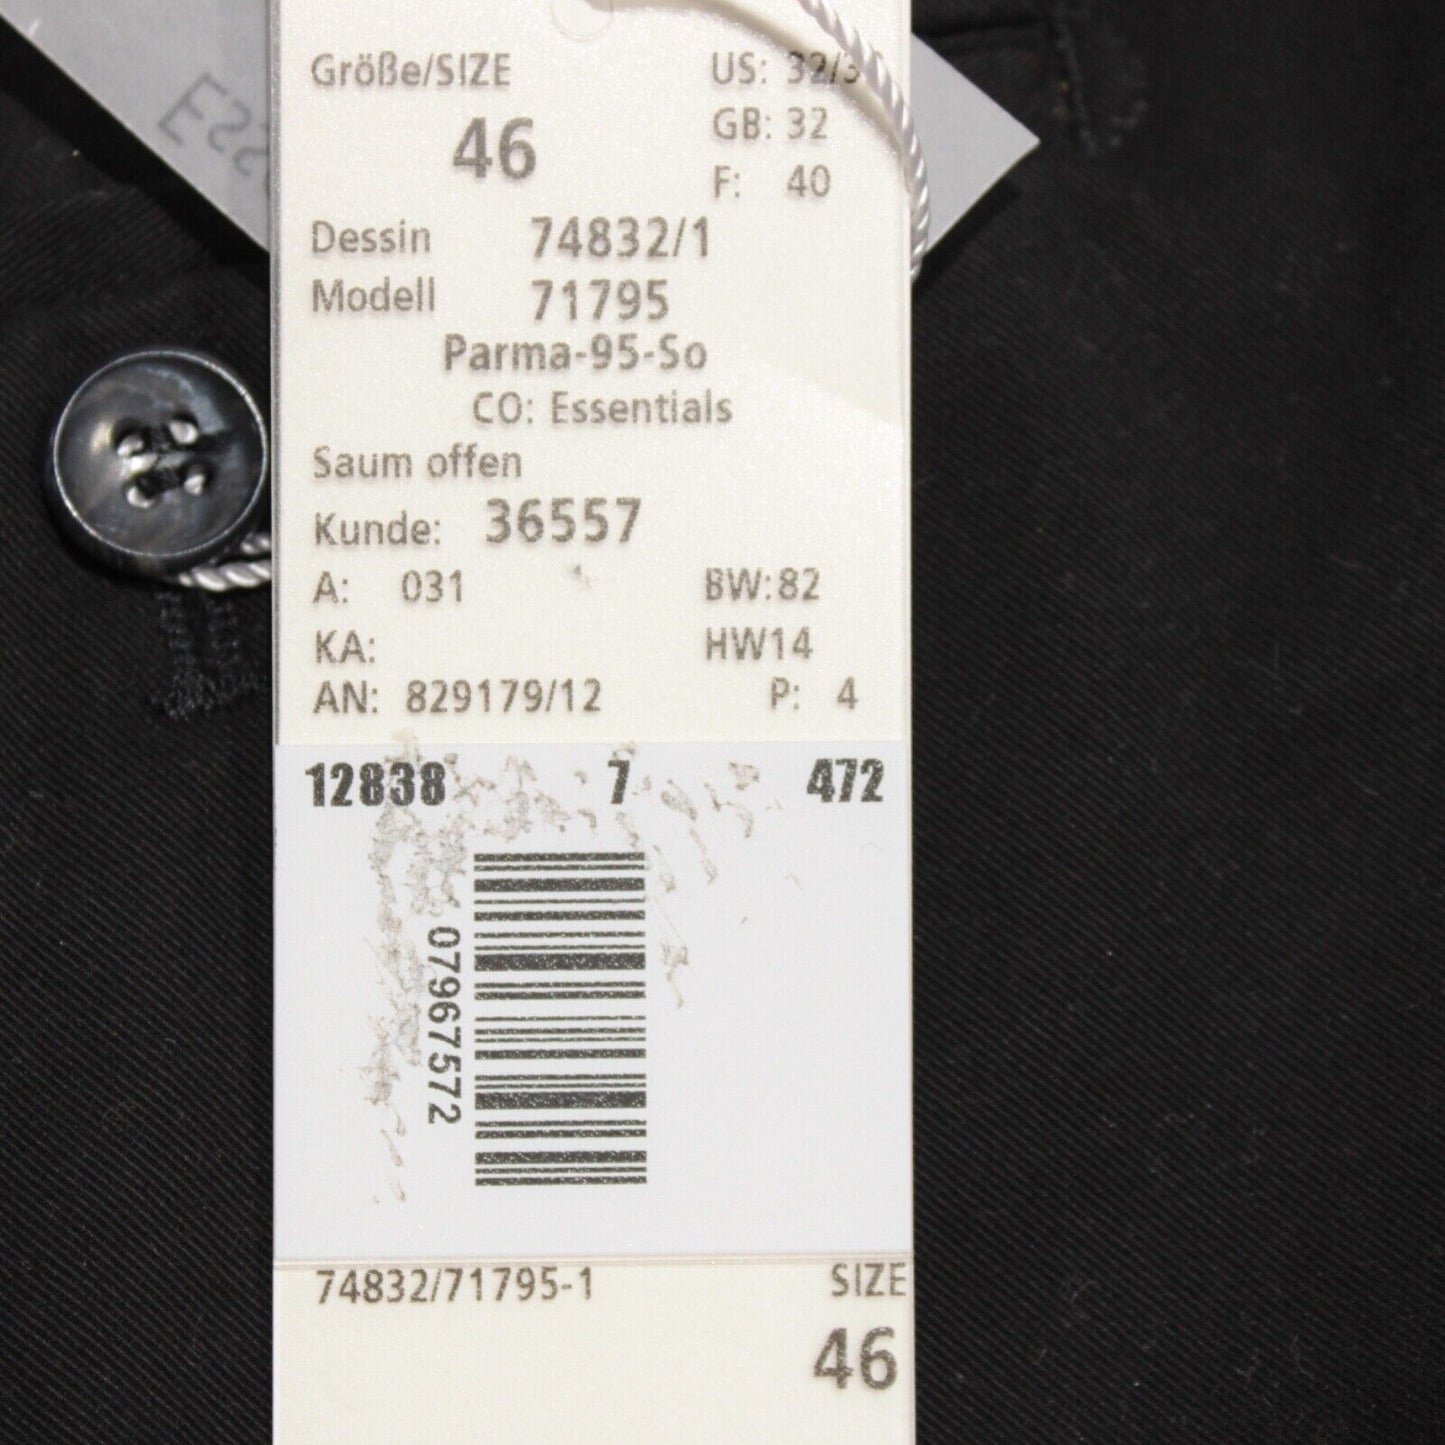 Größe/SIZE US: 32/3
46 GB: 32
F: 40
Dessin 74832/1
Modell 71795
Parma-95-So
CO: Essentials
Saum offen
Kunde: 36557
A: 031 BW:82
KA: HW14
AN: 829179/12 P: 4
12838 7 472
07967572
74832/71795-1 SIZE
46